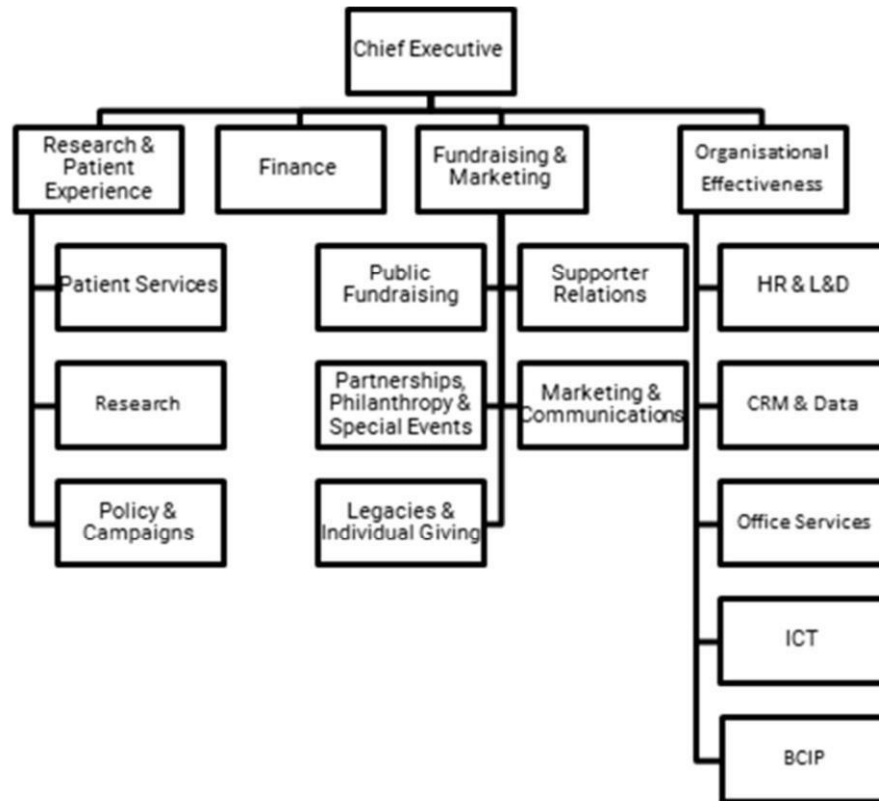 Chief Executive
Research &
Patient
Experience
Finance
Fundraising &
Marketing
Organisational
Effectiveness
Patient Services
Research
Policy &
Campaigns
Public
Fundraising
Partnerships,
Philanthropy &
Special Events
Legacies &
Individual Giving
Supporter
Relations
Marketing &
Communications
HR & L&D
CRM & Data
Office Services
ICT
BCIP